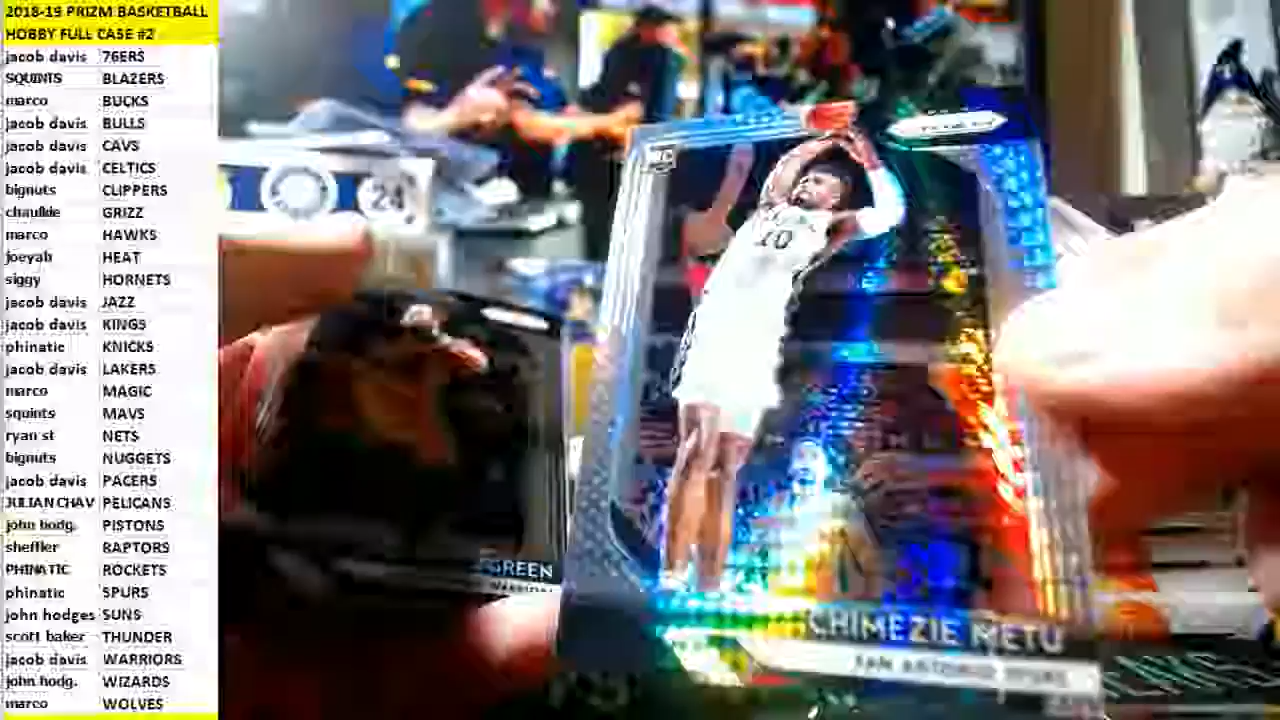 2018-19 PRIZM BASKETBALL
HOBBY FULL CASE #2
jacob davis 76ERS
SQUINTS BLAZERS
marco BUCKS
jacob davis BULLS
jacob davis CAVS
jacob davis CELTICS
bignuts CLIPPERS
chaulkie GRIZZ
marco HAWKS
joeyah HEAT
siggy HORNETS
jacob davis JAZZ
jacob davis KINGS
phinatic KNICKS
jacob davis LAKERS
marco MAGIC
squints MAVS
ryan st NETS
bignuts NUGGETS
jacob davis PACERS
JULIAN CHAV PELICANS
john hodg. PISTONS
sheffler RAPTORS
PHINATIC ROCKETS
phinatic SPURS
john hodges SUNS
scott baker THUNDER
jacob davis WARRIORS
john hodg. WIZARDS
marco WOLVES
24
RC
10
GREEN
CHIMEZIE METU
SAN ANTONIO SPURS